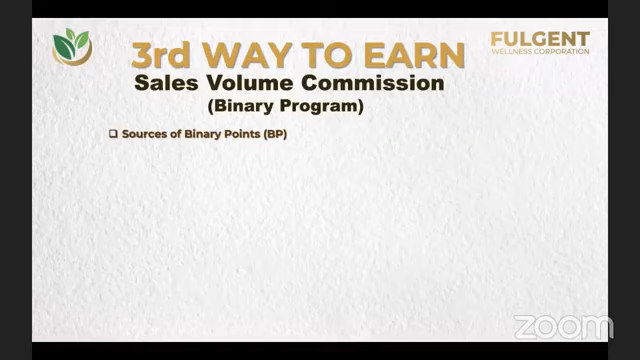 3rd WAY TO EARN
FULGENT
WELLNESS CORPORATION
Sales Volume Commission
(Binary Program)
❑ Sources of Binary Points (BP)
zoom